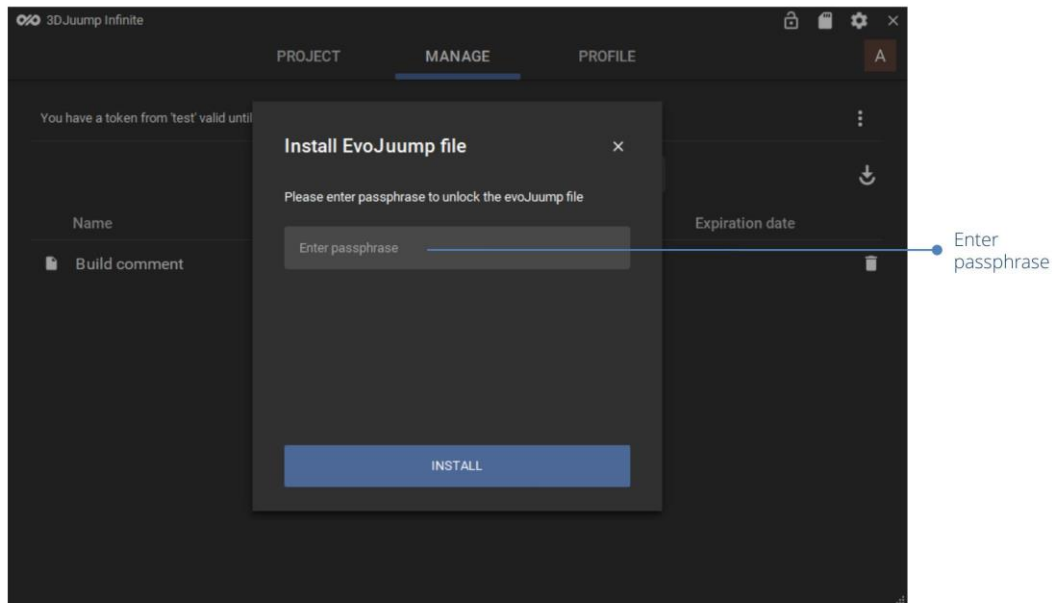 3DJuump Infinite
PROJECT MANAGE PROFILE
A
You have a token from 'test' valid until
Install EvoJuump file
Please enter passphrase to unlock the evoJuump file
Name
Expiration date
Enter passphrase
Enter
passphrase
Build comment
INSTALL